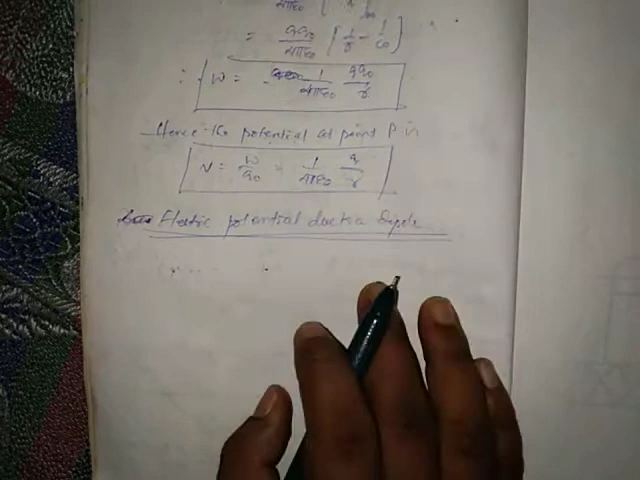 4πε₀
= qq₀/4πε₀ [1/r - 1/∞]
∴ W = 1/4πε₀ qq₀/r
Hence the potential at point P is
V = W/q₀ = 1/4πε₀ q/r
Electric potential due to a Dipole